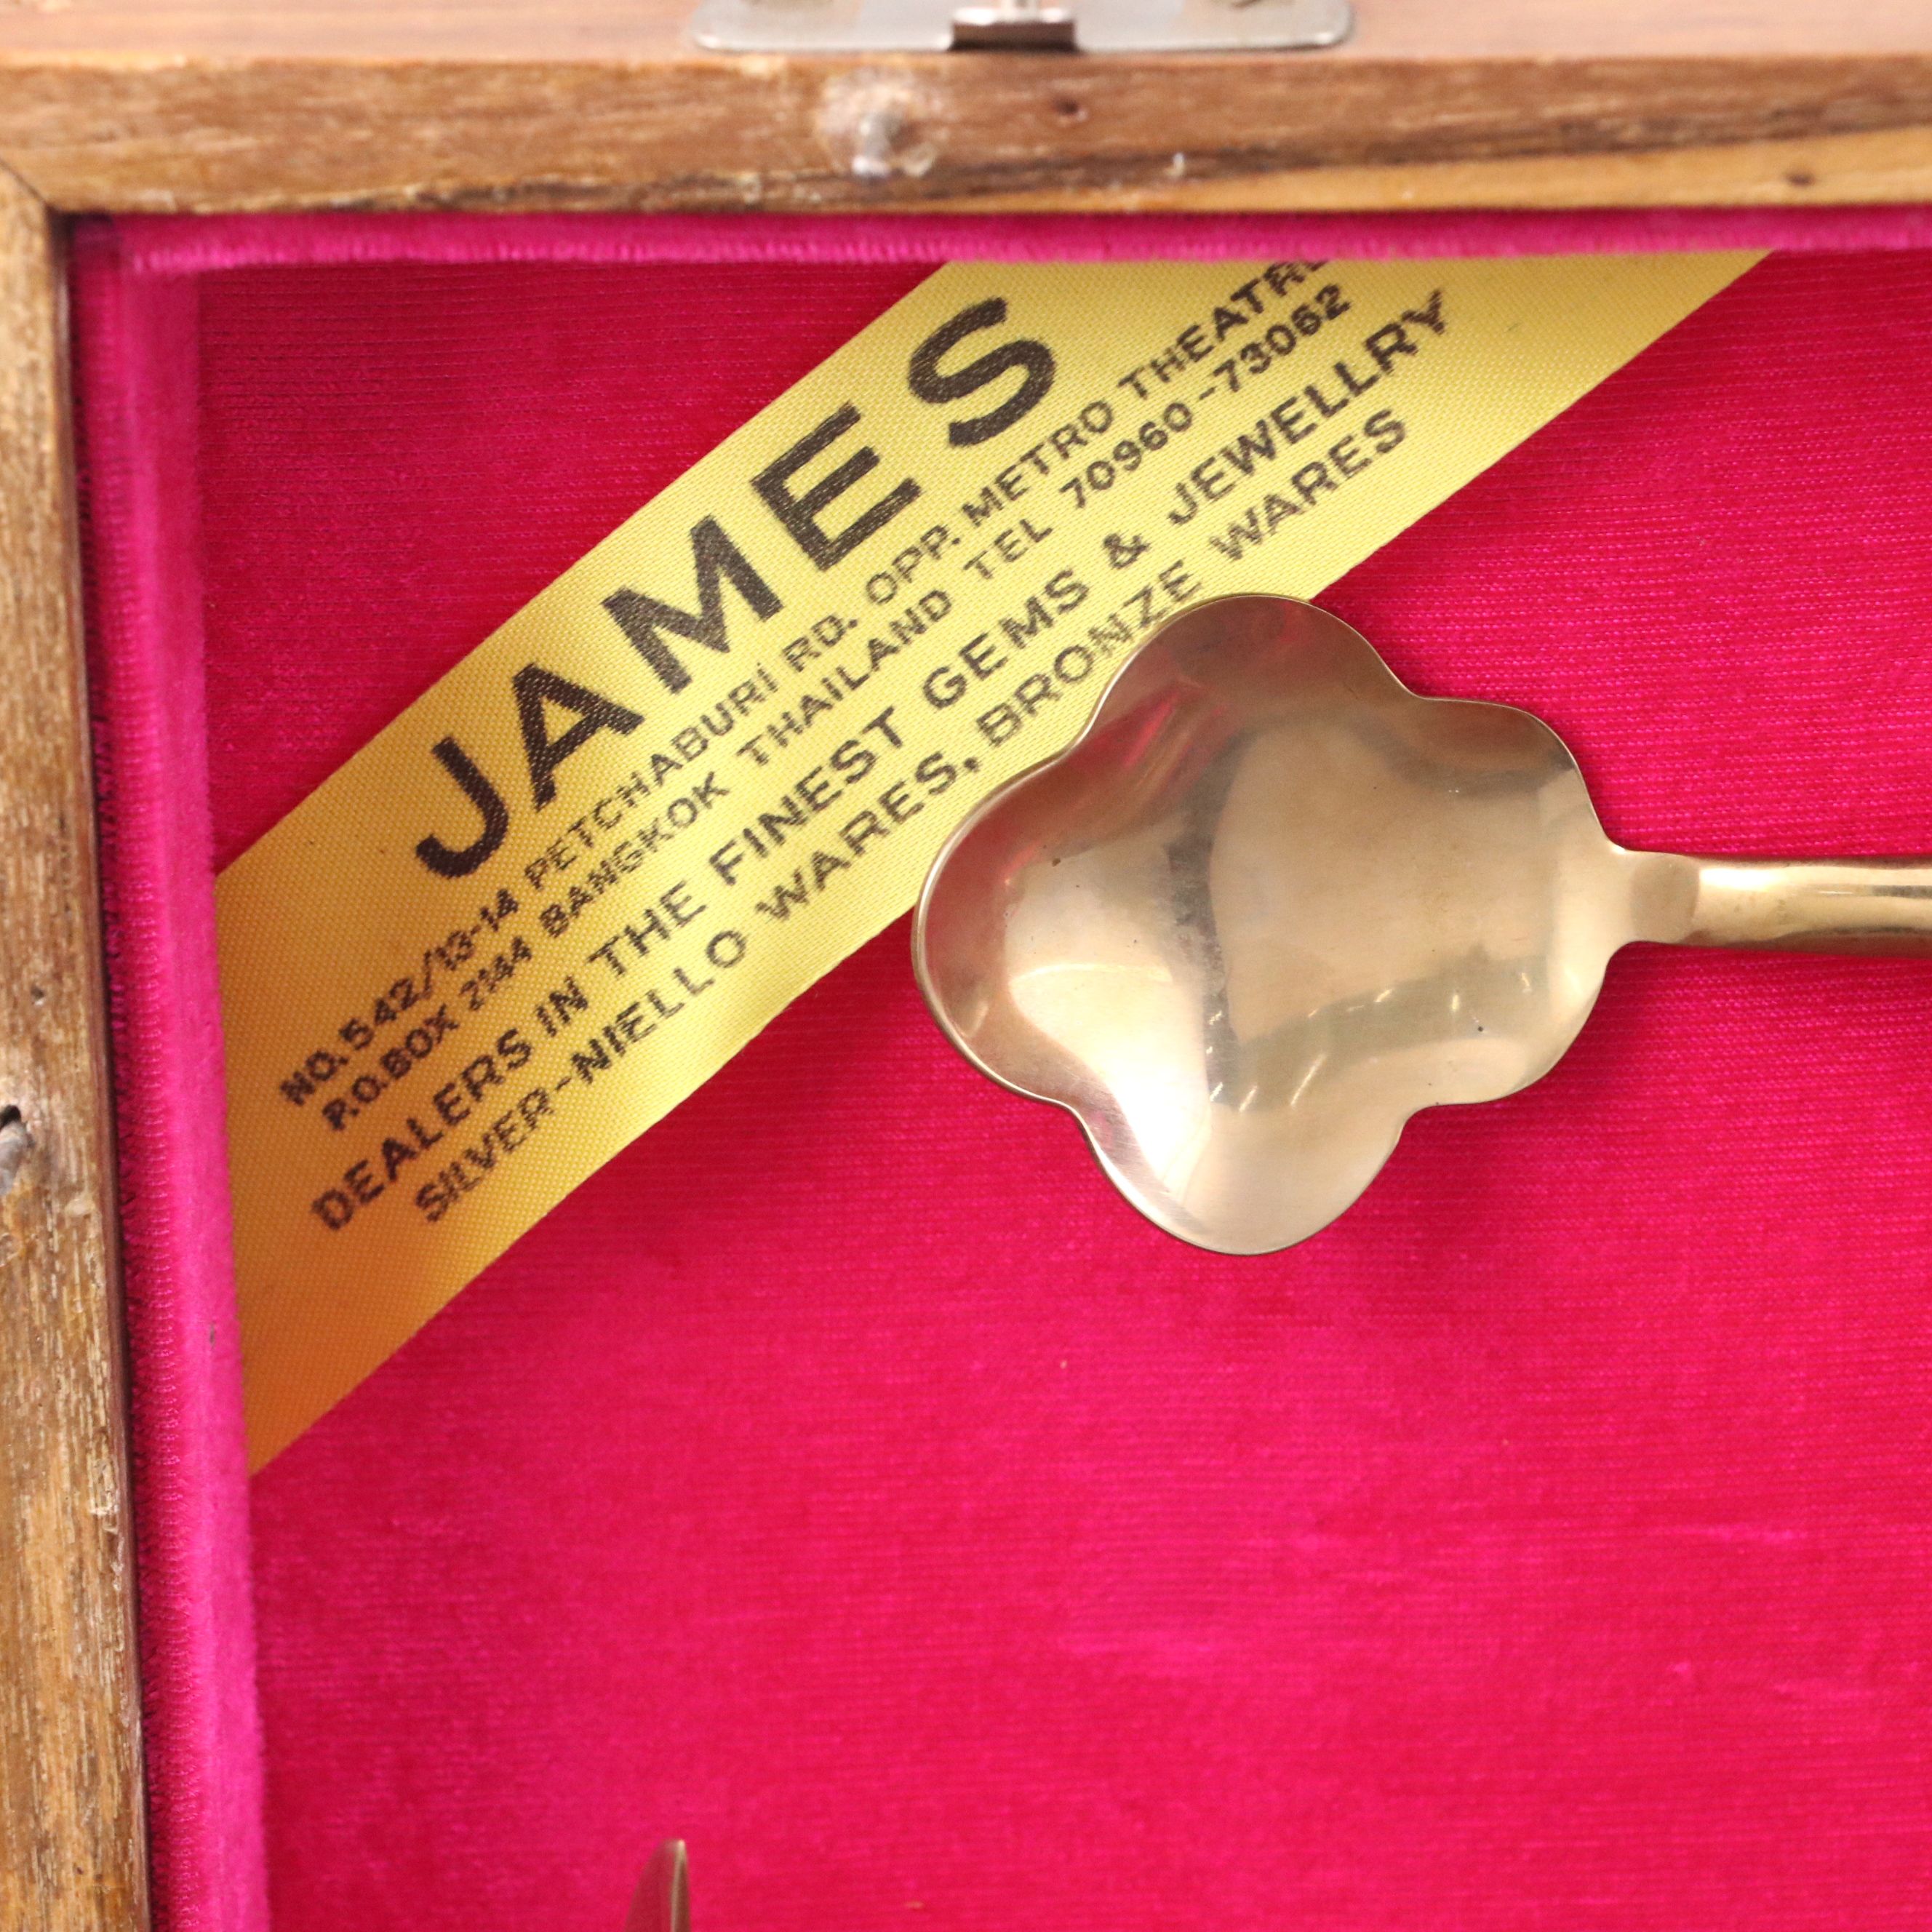 JAMES
NO. 542/13-14 PETCHABURI RD. OPP. METRO THEATRE
P.O.BOX 2144 BANGKOK THAILAND TEL 70960-73062
DEALERS IN THE FINEST GEMS & JEWELLRY
SILVER-NIELLO WARES, BRONZE WARES